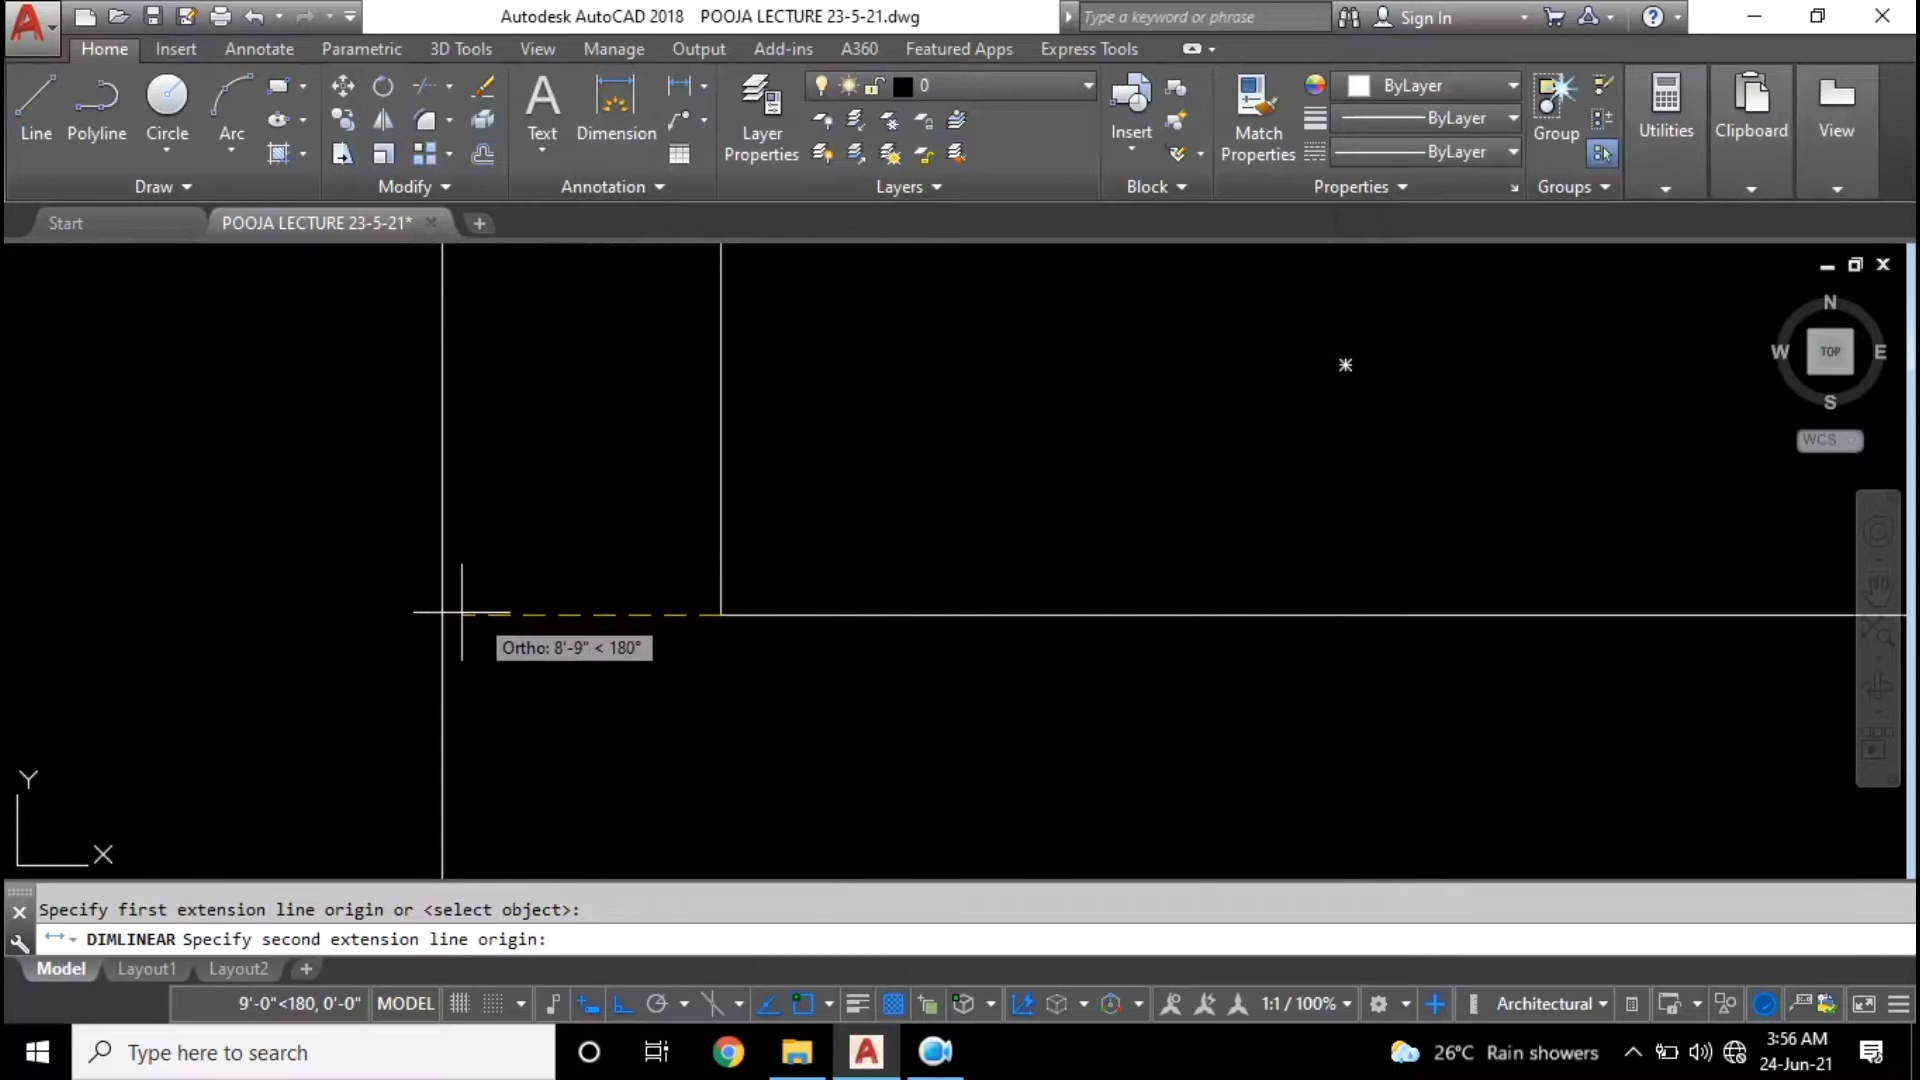 Autodesk AutoCAD 2018 POOJA LECTURE 23-5-21.dwg
Type a keyword or phrase
Sign In
Home Insert Annotate Parametric 3D Tools View Manage Output Add-ins A360 Featured Apps Express Tools
0
ByLayer
ByLayer
ByLayer
Line Polyline Circle Arc
Text Dimension
Layer Properties
Insert
Match Properties
Group
Utilities Clipboard View
Draw Modify Annotation Layers Block Properties Groups
Start POOJA LECTURE 23-5-21*
N
W TOP E
S
WCS
Ortho: 8'-9" < 180°
Y
X
Specify first extension line origin or <select object>:
DIMLINEAR Specify second extension line origin:
Model Layout1 Layout2
9'-0"<180, 0'-0" MODEL 1:1 / 100% Architectural
Type here to search
26°C Rain showers
3:56 AM
24-Jun-21